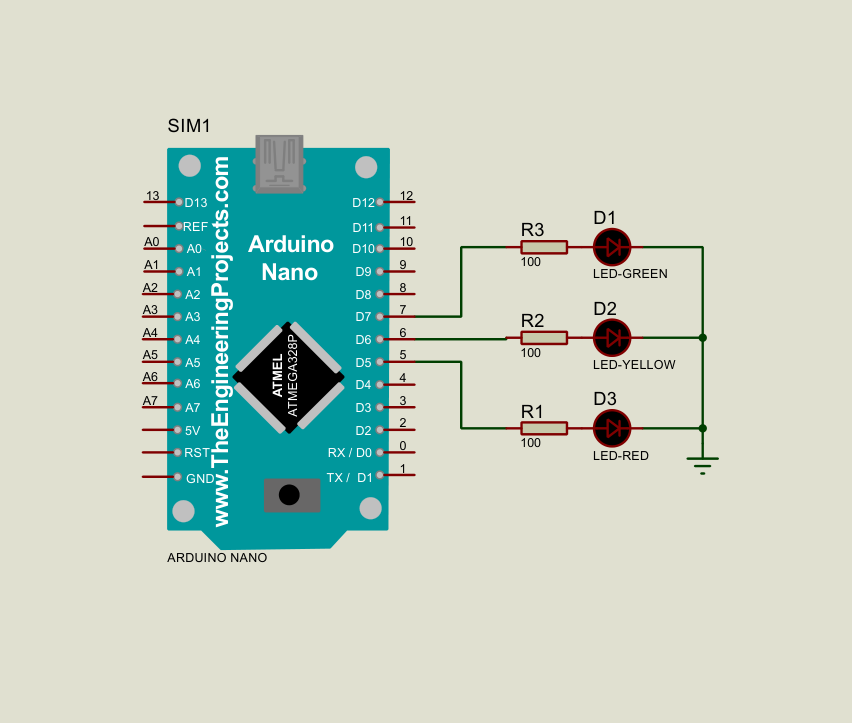 SIM1
www.TheEngineeringProjects.com
Arduino
Nano
13 D13
REF
A0 A0
A1 A1
A2 A2
A3 A3
A4 A4
A5 A5
A6 A6
A7 A7
5V
RST
GND
D12 12
D11 11
D10 10
D9 9
D8 8
D7 7
D6 6
D5 5
D4 4
D3 3
D2 2
RX / D0 0
TX / D1 1
ATMEL
ATMEGA328P
ARDUINO NANO
R3
100
D1
LED-GREEN
R2
100
D2
LED-YELLOW
R1
100
D3
LED-RED